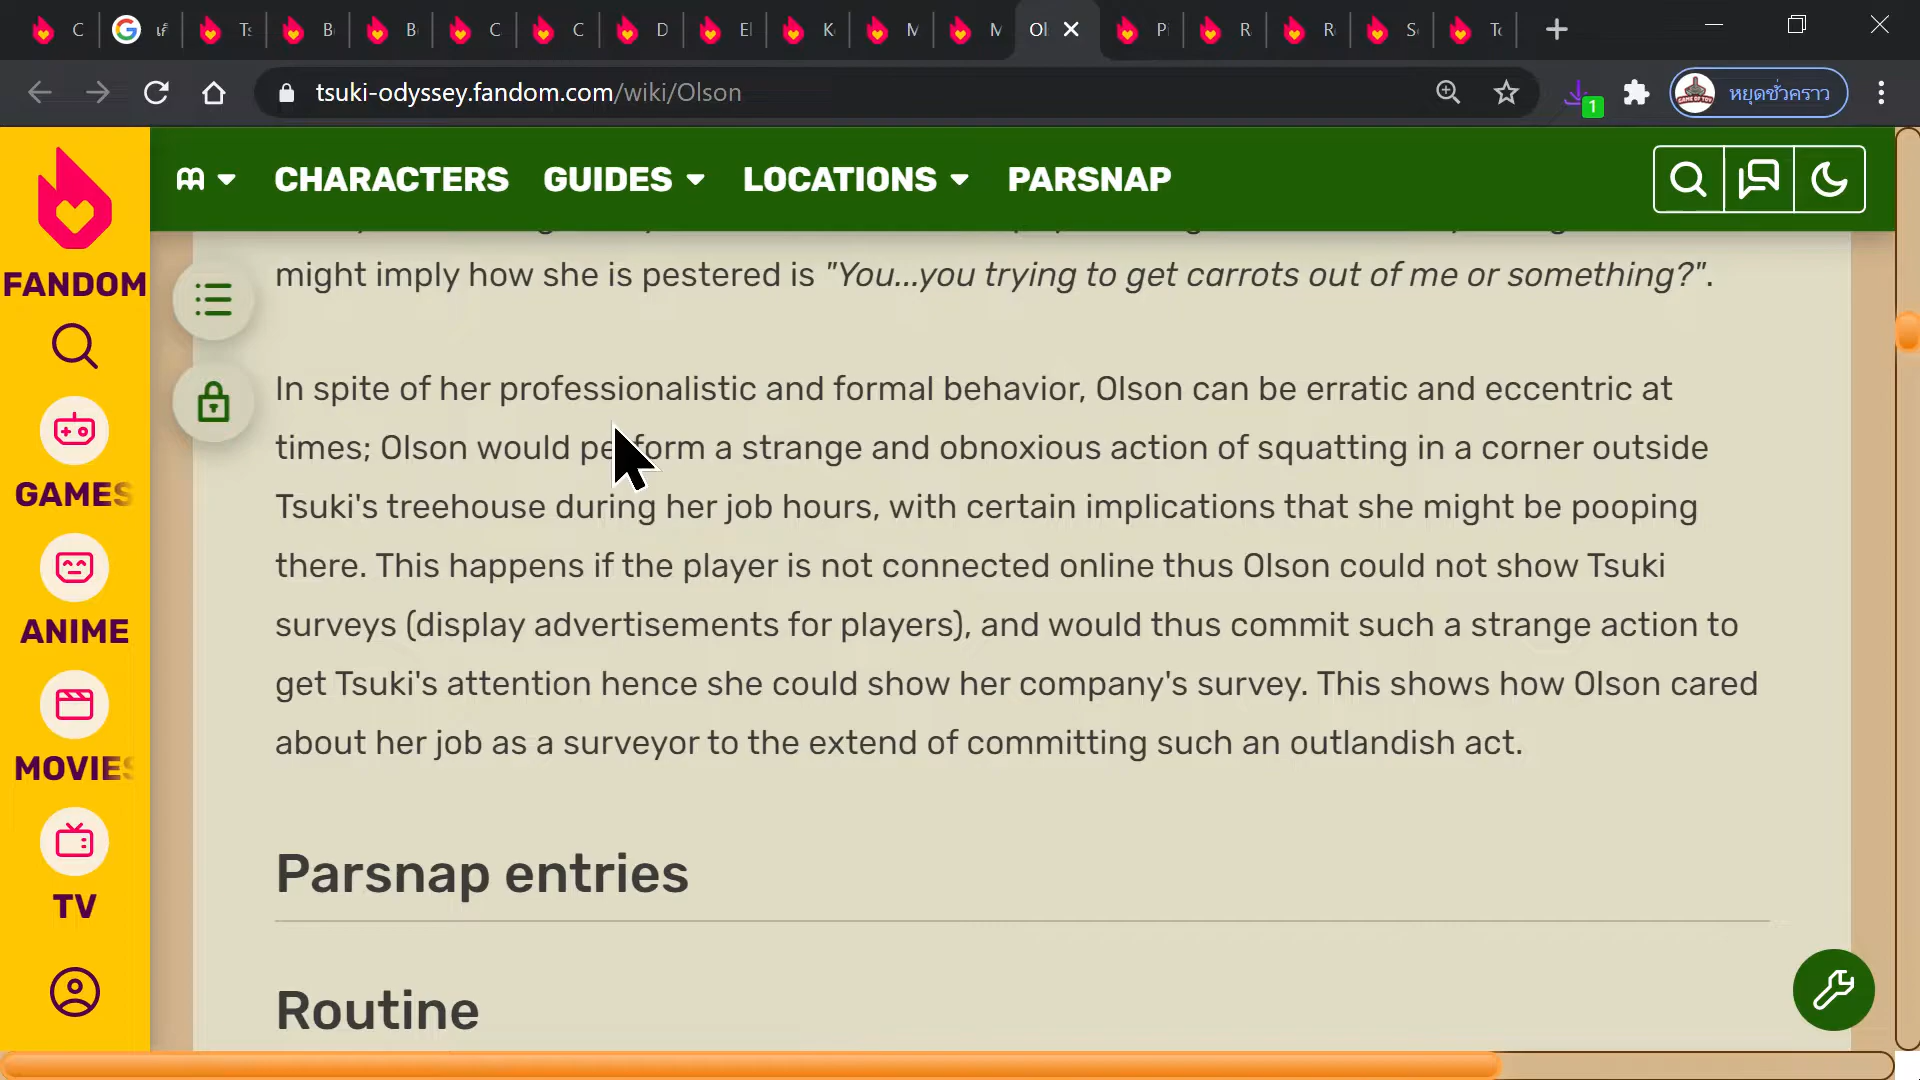 C
Ts
B
B
C
C
D
El
K
M
M
Ol
Pi
R
R
S
To
tsuki-odyssey.fandom.com/wiki/Olson
1
หยุดชั่วคราว
CHARACTERS GUIDES LOCATIONS PARSNAP
FANDOM
GAMES
ANIME
MOVIES
TV
might imply how she is pestered is "You...you trying to get carrots out of me or something?".
In spite of her professionalistic and formal behavior, Olson can be erratic and eccentric at
times; Olson would perform a strange and obnoxious action of squatting in a corner outside
Tsuki's treehouse during her job hours, with certain implications that she might be pooping
there. This happens if the player is not connected online thus Olson could not show Tsuki
surveys (display advertisements for players), and would thus commit such a strange action to
get Tsuki's attention hence she could show her company's survey. This shows how Olson cared
about her job as a surveyor to the extend of committing such an outlandish act.
Parsnap entries
Routine